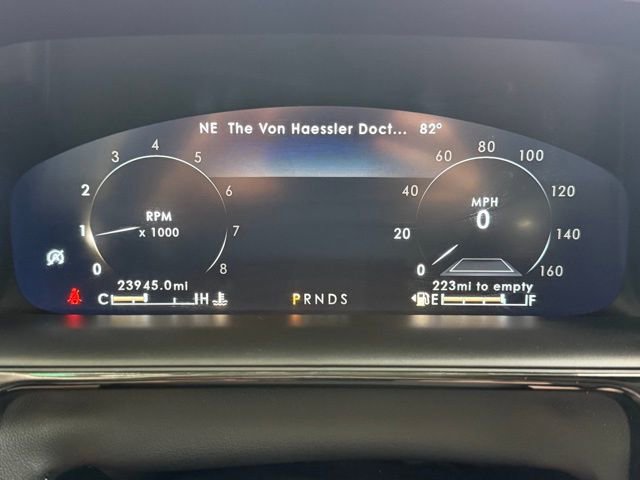 NE The Von Haessler Doct... 82°
3 4 5
2 6
1 7
0 8
RPM
x 1000
60 80 100
40 120
20 140
0 160
MPH
0
23945.0mi
C H
PRNDS
223mi to empty
E F